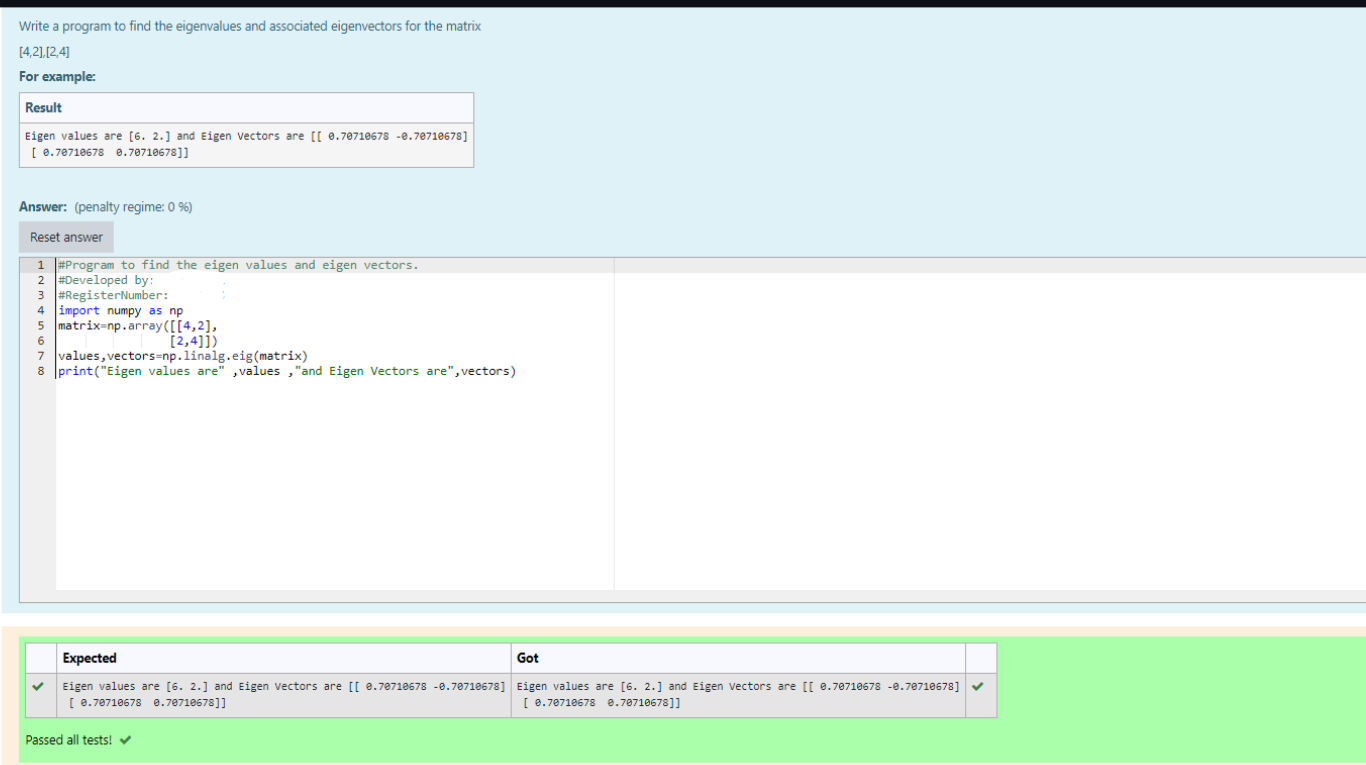 Write a program to find the eigenvalues and associated eigenvectors for the matrix
[4,2],[2,4]
For example:
Result
Eigen values are [6. 2.] and Eigen Vectors are [[ 0.70710678 -0.70710678]
[ 0.70710678 0.70710678]]
Answer: (penalty regime: 0 %)
Reset answer
1 #Program to find the eigen values and eigen vectors.
2 #Developed by:
3 #RegisterNumber:
4 import numpy as np
5 matrix=np.array([[4,2],
6 [2,4]])
7 values,vectors=np.linalg.eig(matrix)
8 print("Eigen values are" ,values ,"and Eigen Vectors are",vectors)
Expected Got
Eigen values are [6. 2.] and Eigen Vectors are [[ 0.70710678 -0.70710678] Eigen values are [6. 2.] and Eigen Vectors are [[ 0.70710678 -0.70710678]
[ 0.70710678 0.70710678]] [ 0.70710678 0.70710678]]
Passed all tests!